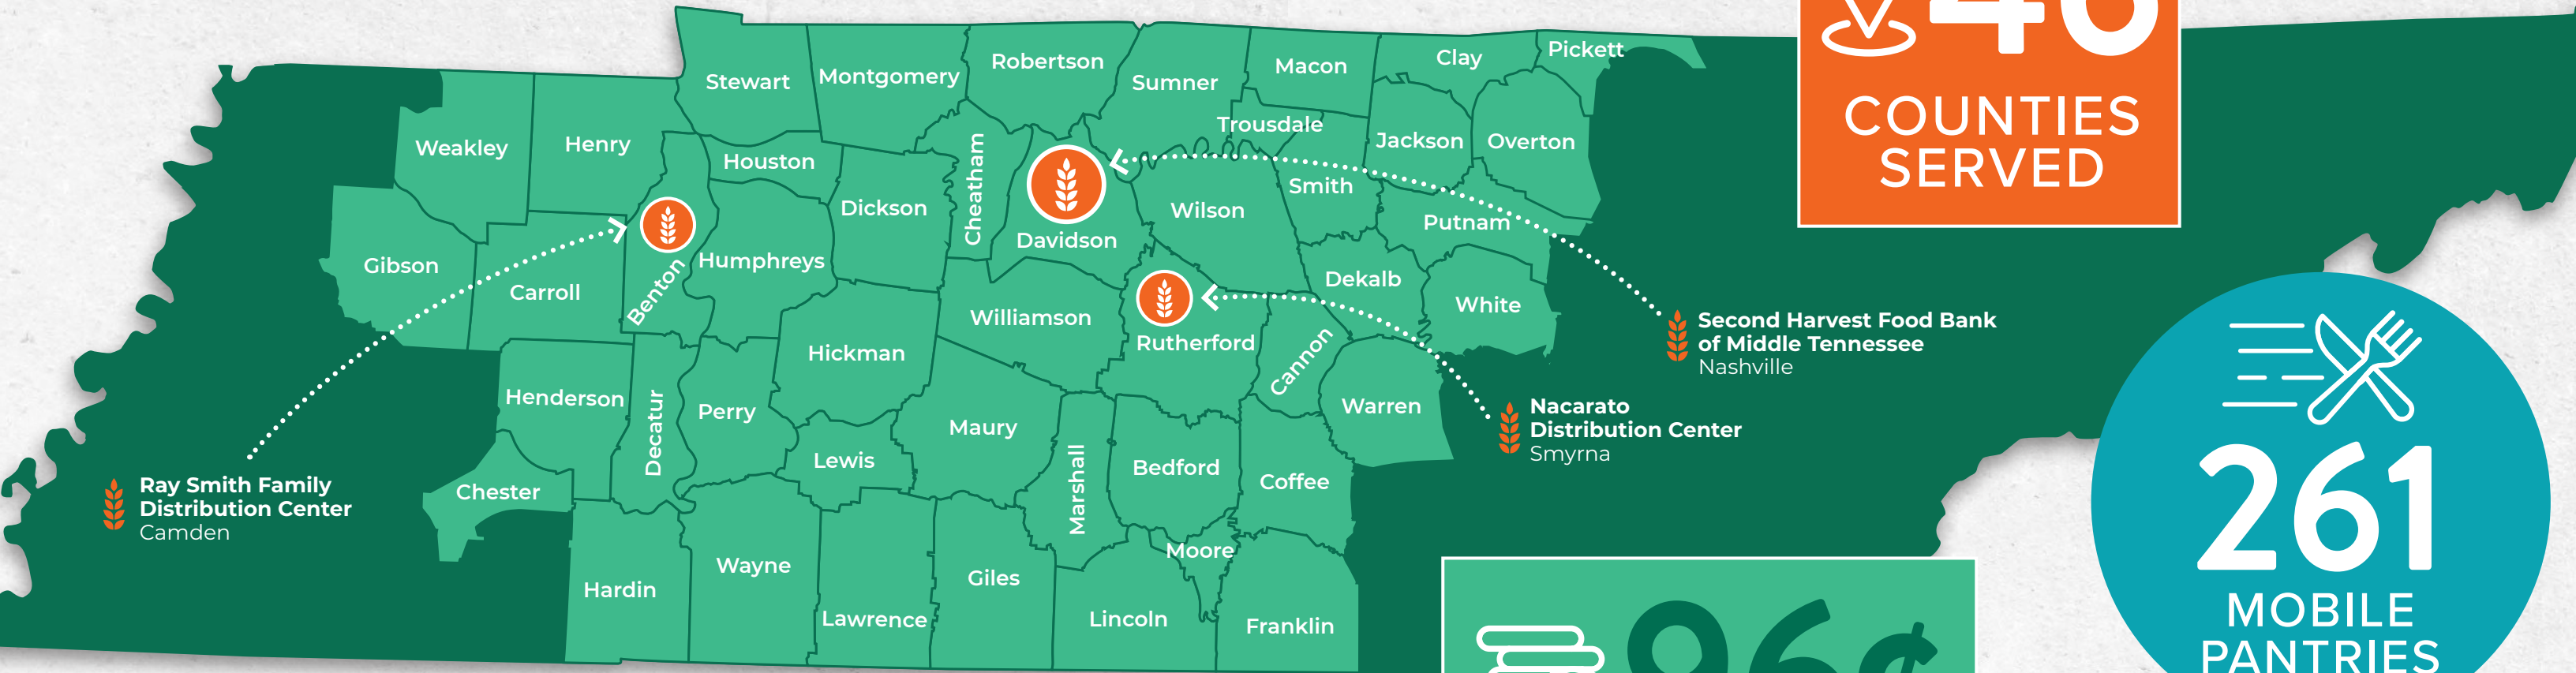 46
COUNTIES
SERVED
Stewart
Montgomery
Robertson
Sumner
Macon
Clay
Pickett
Weakley
Henry
Houston
Dickson
Cheatham
Trousdale
Jackson
Overton
Smith
Wilson
Putnam
Davidson
Gibson
Carroll
Benton
Humphreys
Williamson
Rutherford
Dekalb
White
Cannon
Hickman
Henderson
Decatur
Perry
Maury
Warren
Lewis
Marshall
Bedford
Coffee
Chester
Moore
Hardin
Wayne
Lawrence
Giles
Lincoln
Franklin
Second Harvest Food Bank
of Middle Tennessee
Nashville
Nacarato
Distribution Center
Smyrna
Ray Smith Family
Distribution Center
Camden
261
MOBILE
PANTRIES
96¢